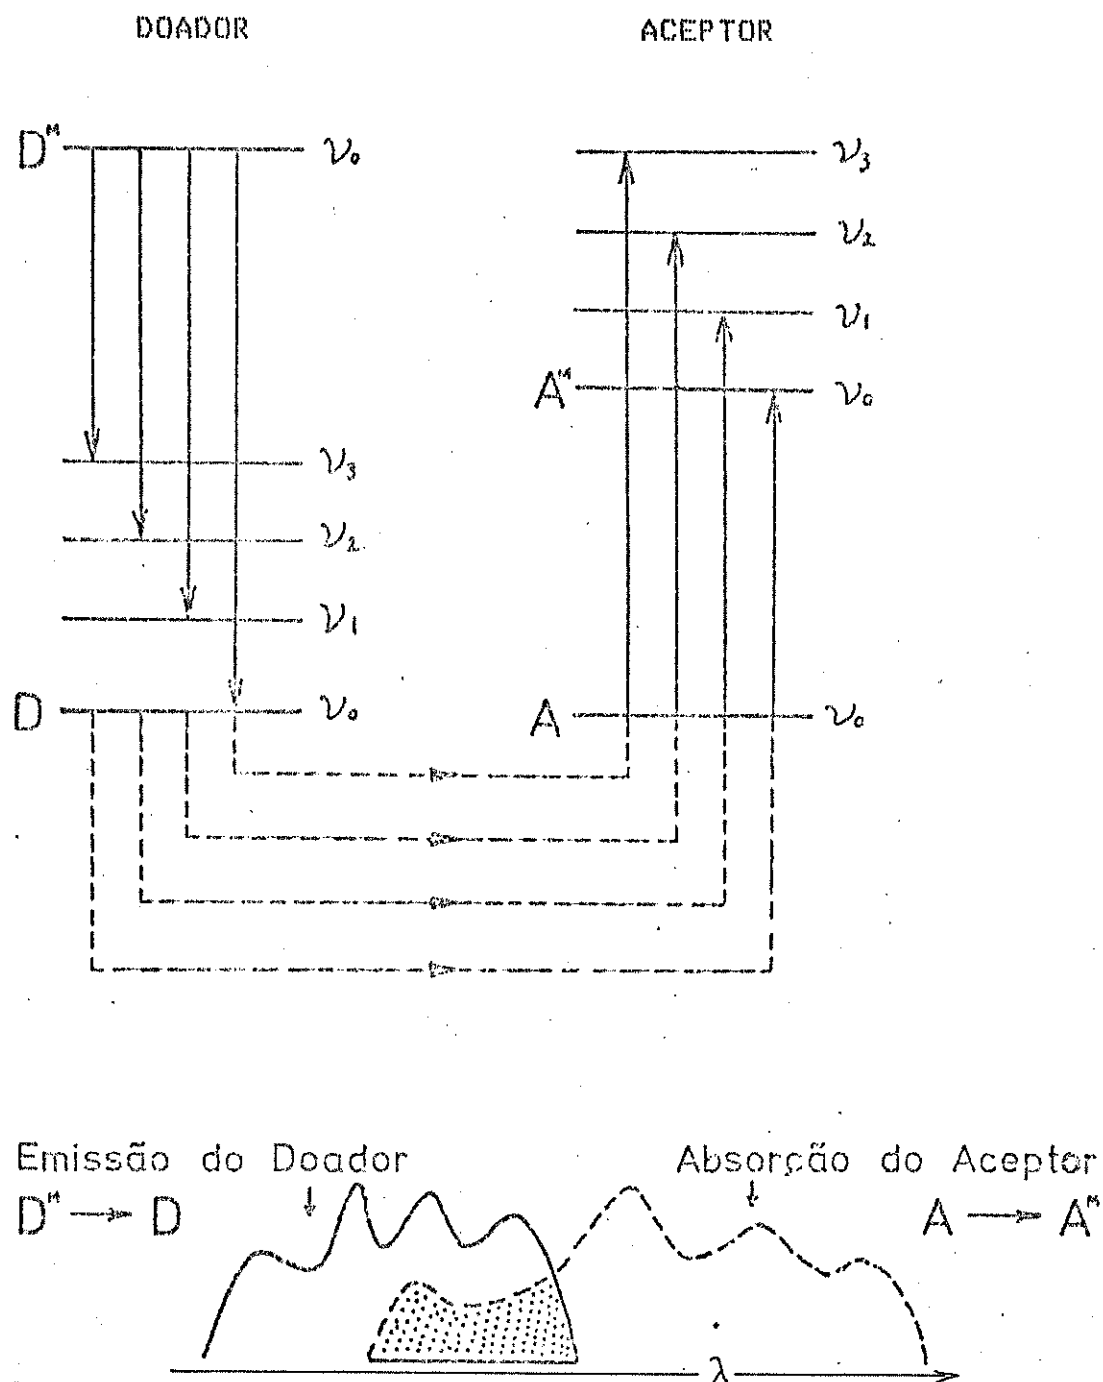 DOADOR ACEPTOR
D* ν₀ ν₃
ν₂
ν₁
A* ν₀
ν₃
ν₂
ν₁
D ν₀ A ν₀
Emissão do Doador Absorção do Aceptor
D* → D A → A*
λ